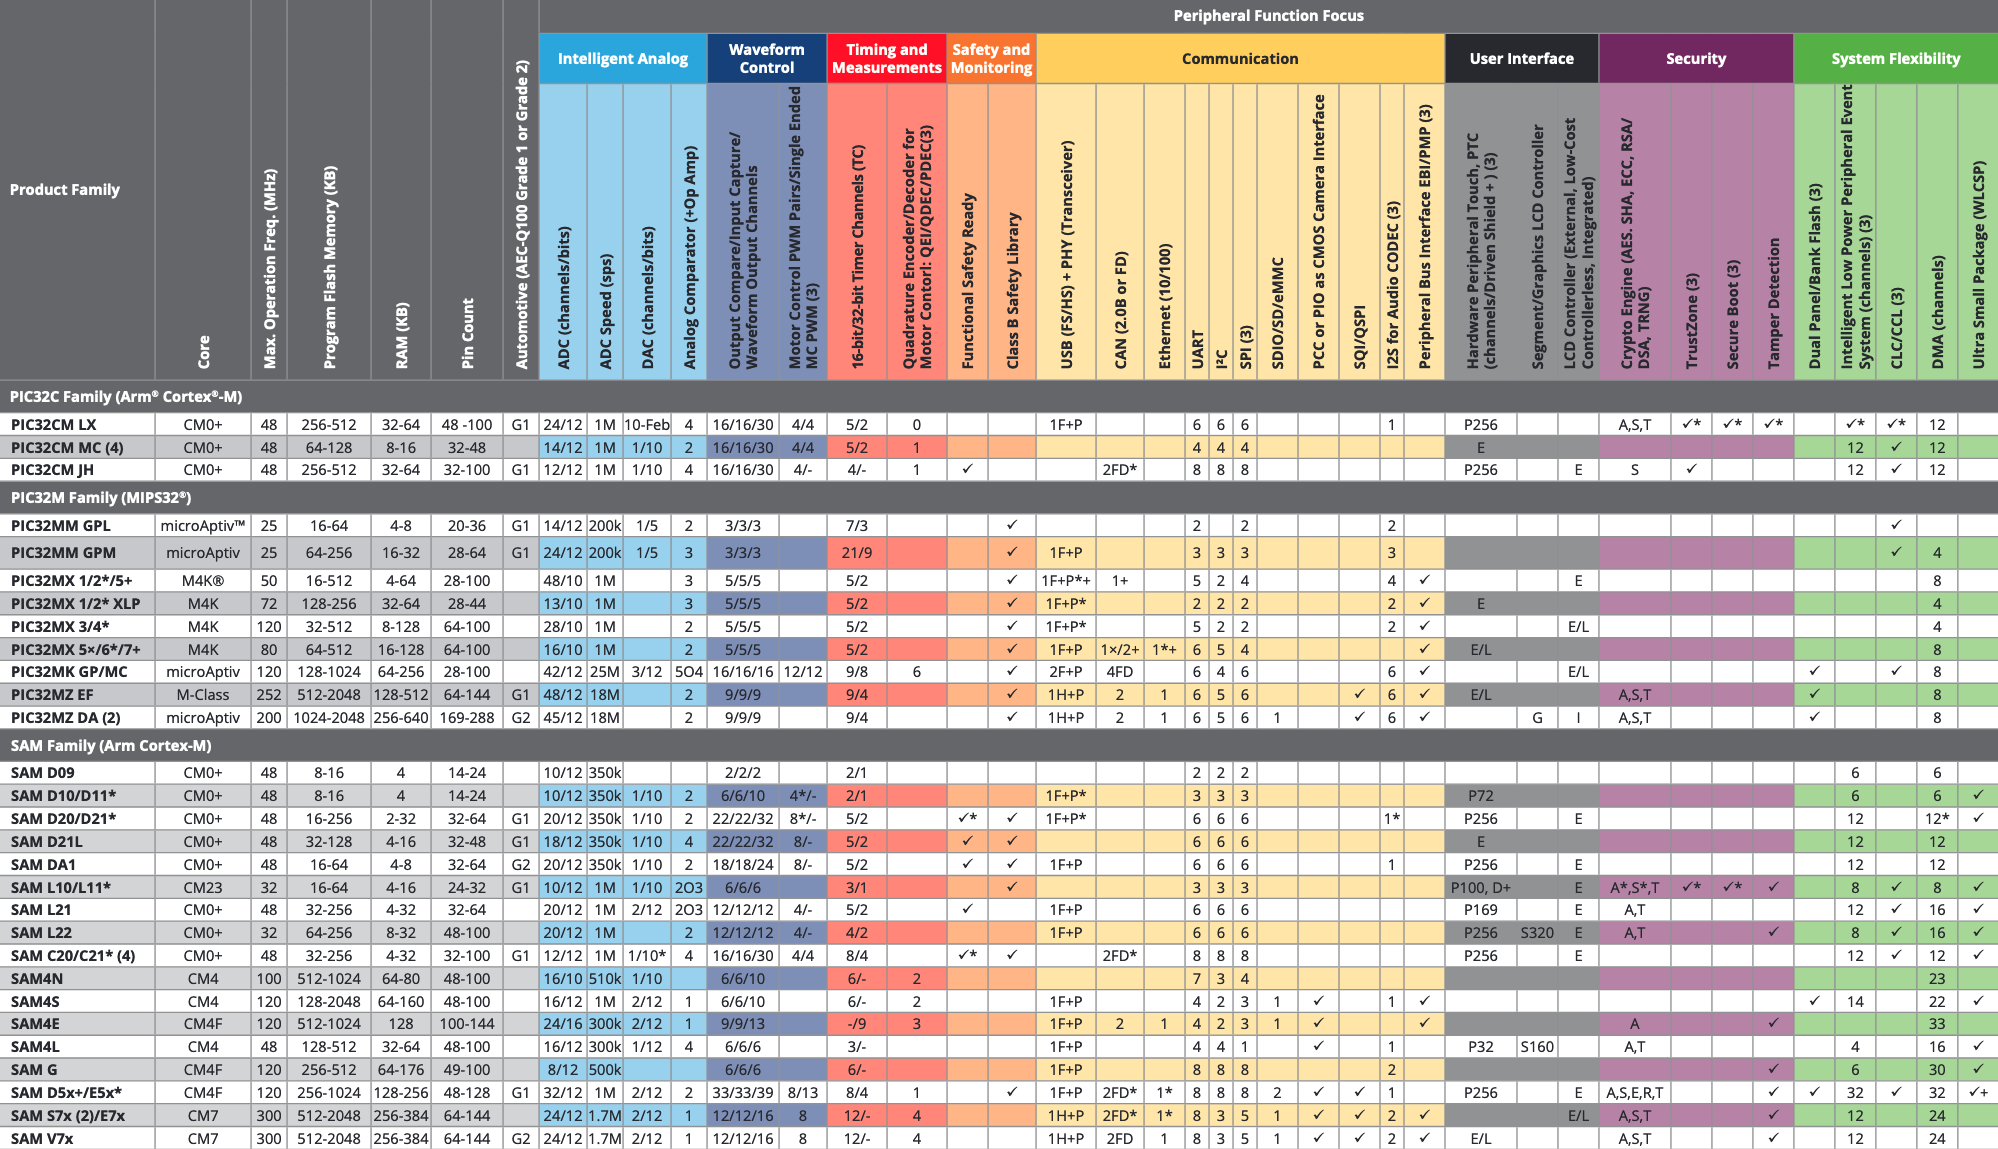 Peripheral Function Focus
Intelligent Analog Waveform Control Timing and Measurements Safety and Monitoring Communication User Interface Security System Flexibility
Product Family
Core
Max. Operation Freq. (MHz)
Program Flash Memory (KB)
RAM (KB)
Pin Count
Automotive (AEC-Q100 Grade 1 or Grade 2)
ADC (channels/bits)
ADC Speed (sps)
DAC (channels/bits)
Analog Comparator (+Op Amp)
Output Compare/Input Capture/
Waveform Output Channels
Motor Control PWM Pairs/Single Ended
MC PWM (3)
16-bit/32-bit Timer Channels (TC)
Quadrature Encoder/Decoder for
Motor Contorl: QEI/QDEC/PDEC(3)
Functional Safety Ready
Class B Safety Library
USB (FS/HS) + PHY (Transceiver)
CAN (2.0B or FD)
Ethernet (10/100)
UART
I²C
SPI (3)
SDIO/SD/eMMC
PCC or PIO as CMOS Camera Interface
SQI/QSPI
I2S for Audio CODEC (3)
Peripheral Bus Interface EBI/PMP (3)
Hardware Peripheral Touch, PTC
(channels/Driven Shield + ) (3)
Segment/Graphics LCD Controller
LCD Controller (External, Low-Cost
Controllerless, Integrated)
Crypto Engine (AES. SHA, ECC, RSA/
DSA, TRNG)
TrustZone (3)
Secure Boot (3)
Tamper Detection
Dual Panel/Bank Flash (3)
Intelligent Low Power Peripheral Event
System (channels) (3)
CLC/CCL (3)
DMA (channels)
Ultra Small Package (WLCSP)
PIC32C Family (Arm® Cortex®-M)
PIC32CM LX CM0+ 48 256-512 32-64 48 -100 G1 24/12 1M 10-Feb 4 16/16/30 4/4 5/2 0 1F+P 6 6 6 1 P256 A,S,T ✓* ✓* ✓* ✓* ✓* 12
PIC32CM MC (4) CM0+ 48 64-128 8-16 32-48 14/12 1M 1/10 2 16/16/30 4/4 5/2 1 4 4 4 E 12 ✓ 12
PIC32CM JH CM0+ 48 256-512 32-64 32-100 G1 12/12 1M 1/10 4 16/16/30 4/- 4/- 1 ✓ 2FD* 8 8 8 P256 E S ✓ 12 ✓ 12
PIC32M Family (MIPS32®)
PIC32MM GPL microAptiv™ 25 16-64 4-8 20-36 G1 14/12 200k 1/5 2 3/3/3 7/3 ✓ 2 2 2 ✓
PIC32MM GPM microAptiv 25 64-256 16-32 28-64 G1 24/12 200k 1/5 3 3/3/3 21/9 ✓ 1F+P 3 3 3 3 ✓ 4
PIC32MX 1/2*/5+ M4K® 50 16-512 4-64 28-100 48/10 1M 3 5/5/5 5/2 ✓ 1F+P*+ 1+ 5 2 4 4 ✓ E 8
PIC32MX 1/2* XLP M4K 72 128-256 32-64 28-44 13/10 1M 3 5/5/5 5/2 ✓ 1F+P* 2 2 2 2 ✓ E 4
PIC32MX 3/4* M4K 120 32-512 8-128 64-100 28/10 1M 2 5/5/5 5/2 ✓ 1F+P* 5 2 2 2 ✓ E/L 4
PIC32MX 5×/6*/7+ M4K 80 64-512 16-128 64-100 16/10 1M 2 5/5/5 5/2 ✓ 1F+P 1×/2+ 1*+ 6 5 4 ✓ E/L 8
PIC32MK GP/MC microAptiv 120 128-1024 64-256 28-100 42/12 25M 3/12 5O4 16/16/16 12/12 9/8 6 ✓ 2F+P 4FD 6 4 6 6 ✓ E/L ✓ ✓ 8
PIC32MZ EF M-Class 252 512-2048 128-512 64-144 G1 48/12 18M 2 9/9/9 9/4 ✓ 1H+P 2 1 6 5 6 ✓ 6 ✓ E/L A,S,T ✓ 8
PIC32MZ DA (2) microAptiv 200 1024-2048 256-640 169-288 G2 45/12 18M 2 9/9/9 9/4 ✓ 1H+P 2 1 6 5 6 1 ✓ 6 ✓ G I A,S,T ✓ 8
SAM Family (Arm Cortex-M)
SAM D09 CM0+ 48 8-16 4 14-24 10/12 350k 2/2/2 2/1 2 2 2 6 6
SAM D10/D11* CM0+ 48 8-16 4 14-24 10/12 350k 1/10 2 6/6/10 4*/- 2/1 1F+P* 3 3 3 P72 6 6 ✓
SAM D20/D21* CM0+ 48 16-256 2-32 32-64 G1 20/12 350k 1/10 2 22/22/32 8*/- 5/2 ✓* ✓ 1F+P* 6 6 6 1* P256 E 12 12* ✓
SAM D21L CM0+ 48 32-128 4-16 32-48 G1 18/12 350k 1/10 4 22/22/32 8/- 5/2 ✓ ✓ 6 6 6 E 12 12
SAM DA1 CM0+ 48 16-64 4-8 32-64 G2 20/12 350k 1/10 2 18/18/24 8/- 5/2 ✓ ✓ 1F+P 6 6 6 1 P256 E 12 12
SAM L10/L11* CM23 32 16-64 4-16 24-32 G1 10/12 1M 1/10 2O3 6/6/6 3/1 ✓ 3 3 3 P100, D+ E A*,S*,T ✓* ✓* ✓ 8 ✓ 8 ✓
SAM L21 CM0+ 48 32-256 4-32 32-64 20/12 1M 2/12 2O3 12/12/12 4/- 5/2 ✓ 1F+P 6 6 6 P169 E A,T 12 ✓ 16 ✓
SAM L22 CM0+ 32 64-256 8-32 48-100 20/12 1M 2 12/12/12 4/- 4/2 1F+P 6 6 6 P256 S320 E A,T ✓ 8 ✓ 16 ✓
SAM C20/C21* (4) CM0+ 48 32-256 4-32 32-100 G1 12/12 1M 1/10* 4 16/16/30 4/4 8/4 ✓* ✓ 2FD* 8 8 8 P256 E 12 ✓ 12 ✓
SAM4N CM4 100 512-1024 64-80 48-100 16/10 510k 1/10 6/6/10 6/- 2 7 3 4 23
SAM4S CM4 120 128-2048 64-160 48-100 16/12 1M 2/12 1 6/6/10 6/- 2 1F+P 4 2 3 1 ✓ 1 ✓ ✓ 14 22 ✓
SAM4E CM4F 120 512-1024 128 100-144 24/16 300k 2/12 1 9/9/13 -/9 3 1F+P 2 1 4 2 3 1 ✓ ✓ A ✓ 33
SAM4L CM4 48 128-512 32-64 48-100 16/12 300k 1/12 4 6/6/6 3/- 1F+P 4 4 1 ✓ 1 P32 S160 A,T 4 16 ✓
SAM G CM4F 120 256-512 64-176 49-100 8/12 500k 6/6/6 6/- 1F+P 8 8 8 2 ✓ 6 30 ✓
SAM D5x+/E5x* CM4F 120 256-1024 128-256 48-128 G1 32/12 1M 2/12 2 33/33/39 8/13 8/4 1 ✓ 1F+P 2FD* 1* 8 8 8 2 ✓ ✓ 1 P256 E A,S,E,R,T ✓ ✓ 32 ✓ 32 ✓+
SAM S7x (2)/E7x CM7 300 512-2048 256-384 64-144 24/12 1.7M 2/12 1 12/12/16 8 12/- 4 1H+P 2FD* 1* 8 3 5 1 ✓ ✓ 2 ✓ E/L A,S,T ✓ 12 24
SAM V7x CM7 300 512-2048 256-384 64-144 G2 24/12 1.7M 2/12 1 12/12/16 8 12/- 4 1H+P 2FD 1 8 3 5 1 ✓ ✓ 2 ✓ E/L A,S,T ✓ 12 24